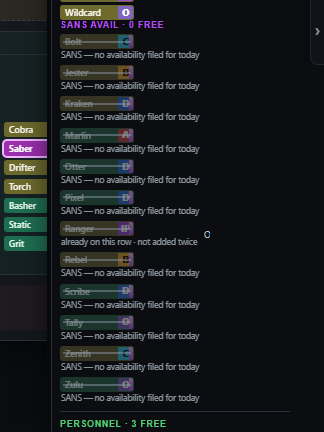 Wildcard O
SANS AVAIL · 0 FREE
Bolt C
SANS — no availability filed for today
Jester B
SANS — no availability filed for today
Kraken D
SANS — no availability filed for today
Marlin A
SANS — no availability filed for today
Otter D
SANS — no availability filed for today
Pixel D
SANS — no availability filed for today
Ranger IF
already on this row · not added twice
Rebel B
SANS — no availability filed for today
Scribe D
SANS — no availability filed for today
Tally O
SANS — no availability filed for today
Zenith C
SANS — no availability filed for today
Zulu O
SANS — no availability filed for today
PERSONNEL · 3 FREE
Cobra
Saber
Drifter
Torch
Basher
Static
Grit